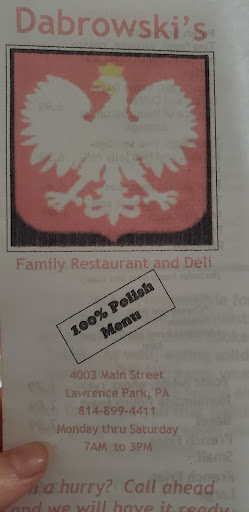 Dabrowski's
Family Restaurant and Deli
100% Polish
Menu
4003 Main Street
Lawrence Park, PA
814-899-4411
Monday thru Saturday
7AM to 3PM
a hurry? Call ahead
and we will have it ready